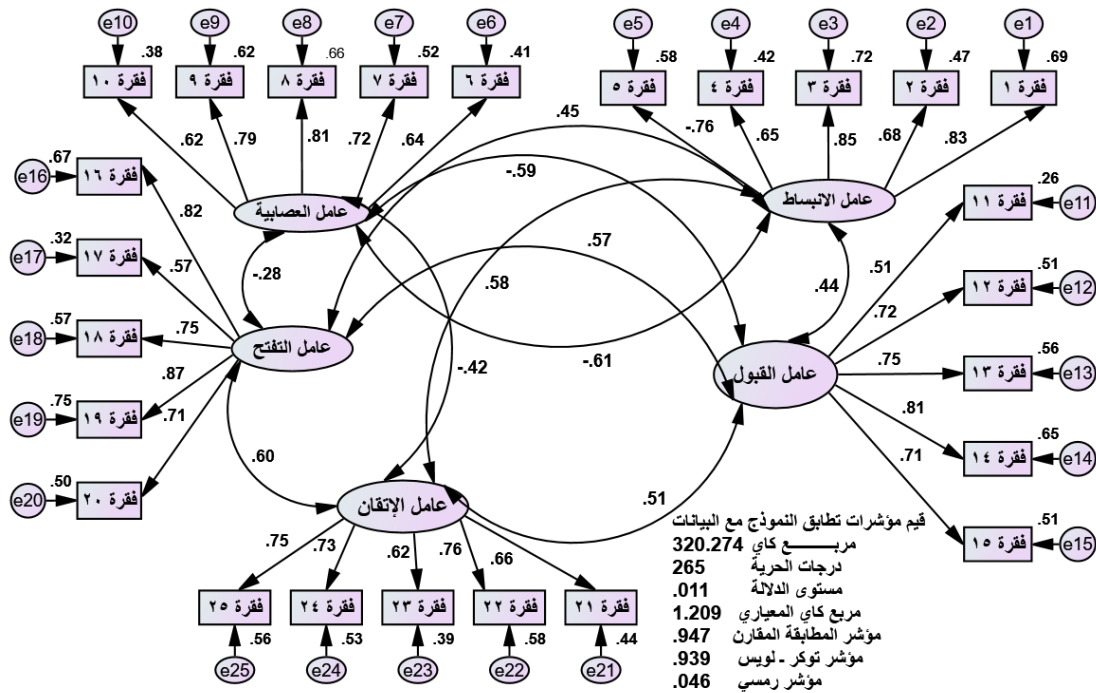 e10 e9 e8 e7 e6 e5 e4 e3 e2 e1
.38 .62 .66 .52 .41 .58 .42 .72 .47 .69
فقرة ١٠ فقرة ٩ فقرة ٨ فقرة ٧ فقرة ٦ فقرة ٥ فقرة ٤ فقرة ٣ فقرة ٢ فقرة ١
.62 .79 .81 .72 .64 .45 -.76 .65 .85 .68 .83
e16 .67 فقرة ١٦
.82
-.59
عامل العصابية
عامل الانبساط
.26 فقرة ١١ e11
e17 .32 فقرة ١٧
.57
-.28
.58
.57
.44
.51
.51 فقرة ١٢ e12
.72
e18 .57 فقرة ١٨
.75
عامل التفتح
-.42
-.61
عامل القبول
.75
.56 فقرة ١٣ e13
.87
e19 .75 فقرة ١٩
.71
.81
.65 فقرة ١٤ e14
.60
.71
e20 .50 فقرة ٢٠
عامل الإتقان
.51
.51 فقرة ١٥ e15
.75 .73 .62 .76 .66
فقرة ٢٥ فقرة ٢٤ فقرة ٢٣ فقرة ٢٢ فقرة ٢١
.56 .53 .39 .58 .44
e25 e24 e23 e22 e21
قيم مؤشرات تطابق النموذج مع البيانات
مربـــــــع كاي 320.274
درجات الحرية 265
مستوى الدلالة .011
مربع كاي المعياري 1.209
مؤشر المطابقة المقارن .947
مؤشر توكر ـ لويس .939
مؤشر رمسي .046